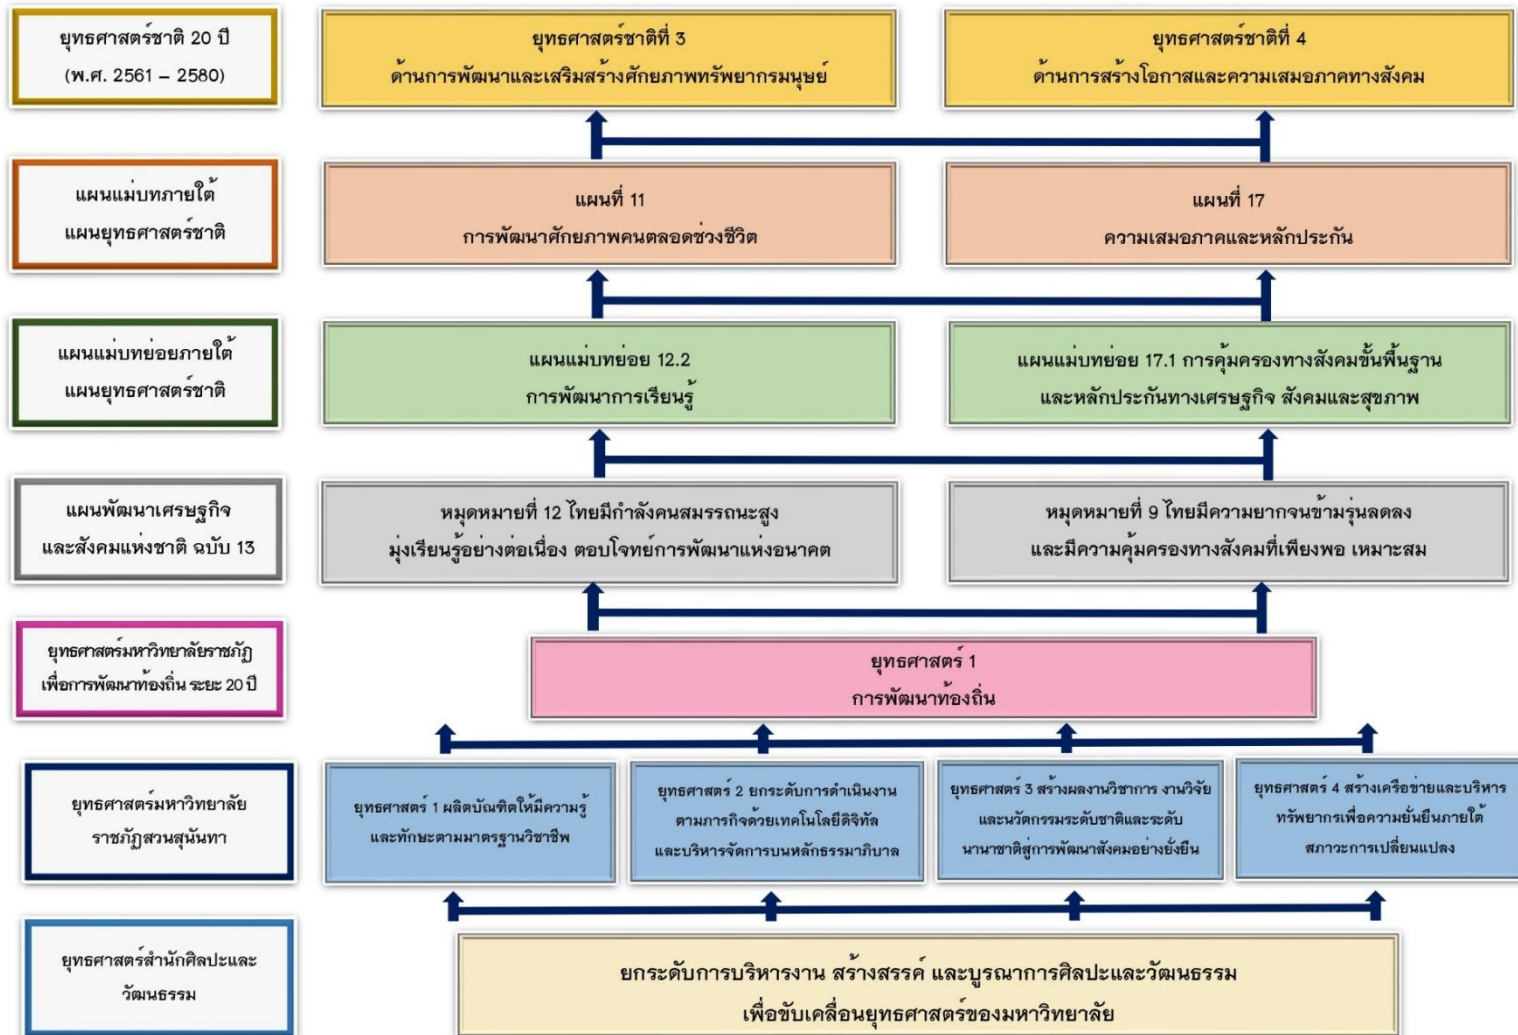 ยุทธศาสตร์ชาติ 20 ปี
(พ.ศ. 2561 – 2580)
ยุทธศาสตร์ชาติที่ 3
ด้านการพัฒนาและเสริมสร้างศักยภาพทรัพยากรมนุษย์
ยุทธศาสตร์ชาติที่ 4
ด้านการสร้างโอกาสและความเสมอภาคทางสังคม
แผนแม่บทภายใต้
แผนยุทธศาสตร์ชาติ
แผนที่ 11
การพัฒนาศักยภาพคนตลอดช่วงชีวิต
แผนที่ 17
ความเสมอภาคและหลักประกัน
แผนแม่บทย่อยภายใต้
แผนยุทธศาสตร์ชาติ
แผนแม่บทย่อย 12.2
การพัฒนาการเรียนรู้
แผนแม่บทย่อย 17.1 การคุ้มครองทางสังคมขั้นพื้นฐาน
และหลักประกันทางเศรษฐกิจ สังคมและสุขภาพ
แผนพัฒนาเศรษฐกิจ
และสังคมแห่งชาติ ฉบับ 13
หมุดหมายที่ 12 ไทยมีกำลังคนสมรรถนะสูง
มุ่งเรียนรู้อย่างต่อเนื่อง ตอบโจทย์การพัฒนาแห่งอนาคต
หมุดหมายที่ 9 ไทยมีความยากจนข้ามรุ่นลดลง
และมีความคุ้มครองทางสังคมที่เพียงพอ เหมาะสม
ยุทธศาสตร์มหาวิทยาลัยราชภัฏ
เพื่อการพัฒนาท้องถิ่น ระยะ 20 ปี
ยุทธศาสตร์ 1
การพัฒนาท้องถิ่น
ยุทธศาสตร์มหาวิทยาลัย
ราชภัฏสวนสุนันทา
ยุทธศาสตร์ 1 ผลิตบัณฑิตให้มีความรู้
และทักษะตามมาตรฐานวิชาชีพ
ยุทธศาสตร์ 2 ยกระดับการดำเนินงาน
ตามภารกิจด้วยเทคโนโลยีดิจิทัล
และบริหารจัดการบนหลักธรรมาภิบาล
ยุทธศาสตร์ 3 สร้างผลงานวิชาการ งานวิจัย
และนวัตกรรมระดับชาติและระดับ
นานาชาติสู่การพัฒนาสังคมอย่างยั่งยืน
ยุทธศาสตร์ 4 สร้างเครือข่ายและบริหาร
ทรัพยากรเพื่อความยั่นยืนภายใต้
สภาวะการเปลี่ยนแปลง
ยุทธศาสตร์สำนักศิลปะและ
วัฒนธรรม
ยกระดับการบริหารงาน สร้างสรรค์ และบูรณาการศิลปะและวัฒนธรรม
เพื่อขับเคลื่อนยุทธศาสตร์ของมหาวิทยาลัย